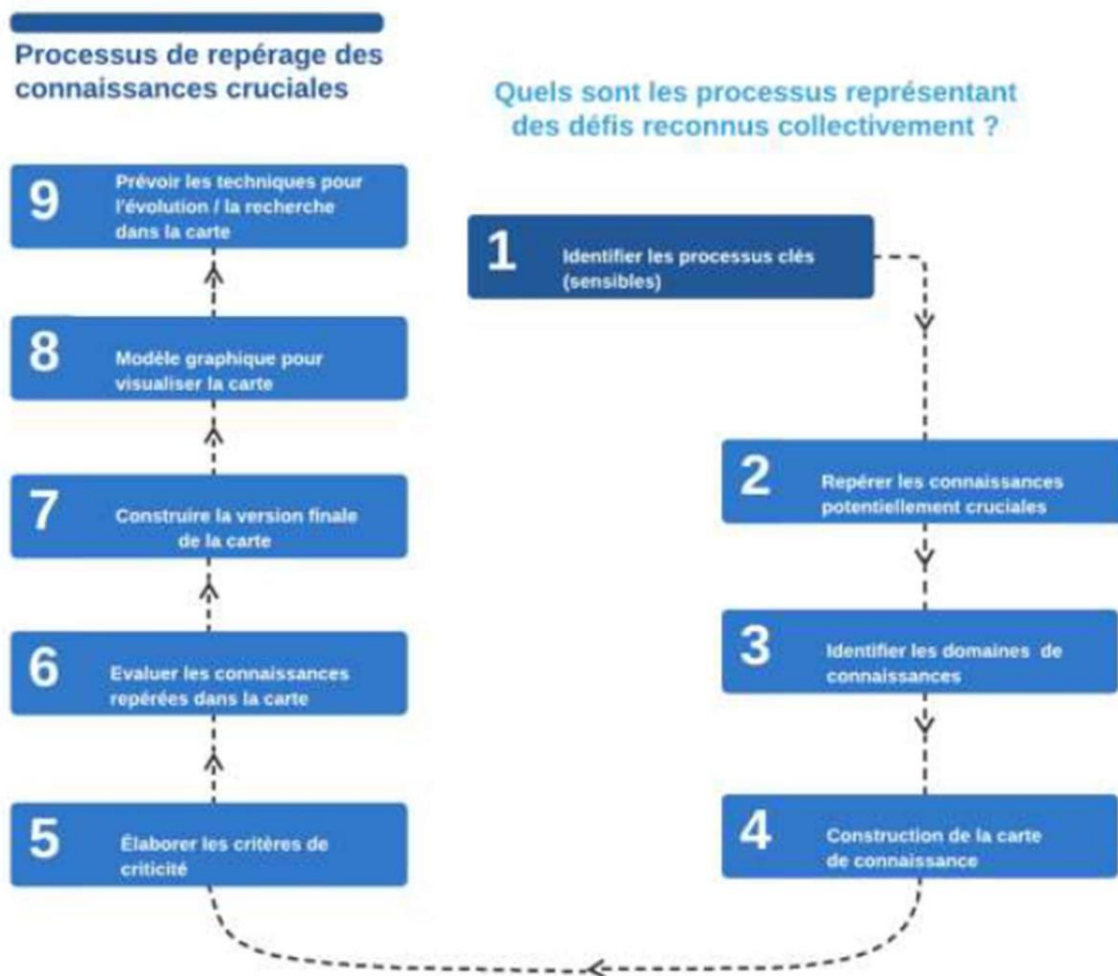 Processus de repérage des
connaissances cruciales
Quels sont les processus représentant
des défis reconnus collectivement ?
1
Identifier les processus clés
(sensibles)
2
Repérer les connaissances
potentiellement cruciales
3
Identifier les domaines de
connaissances
4
Construction de la carte
de connaissance
5
Élaborer les critères de
criticité
6
Evaluer les connaissances
repérées dans la carte
7
Construire la version finale
de la carte
8
Modèle graphique pour
visualiser la carte
9
Prévoir les techniques pour
l'évolution / la recherche
dans la carte